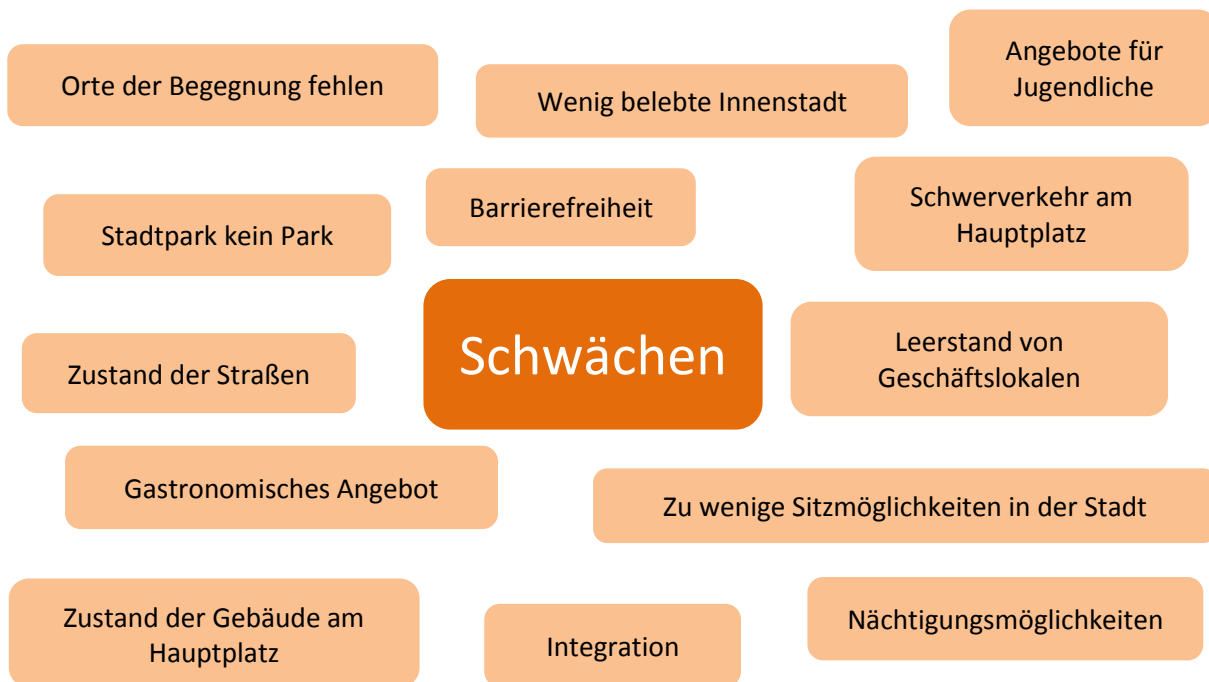 Orte der Begegnung fehlen
Wenig belebte Innenstadt
Angebote für
Jugendliche
Stadtpark kein Park
Barrierefreiheit
Schwerverkehr am
Hauptplatz
Zustand der Straßen
Schwächen
Leerstand von
Geschäftslokalen
Gastronomisches Angebot
Zu wenige Sitzmöglichkeiten in der Stadt
Zustand der Gebäude am
Hauptplatz
Integration
Nächtigungsmöglichkeiten